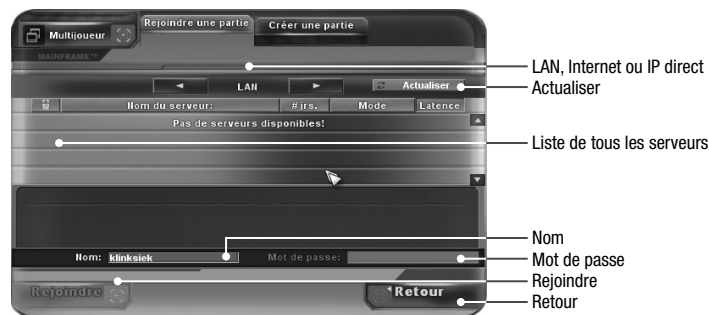 Multijoueur
Rejoindre une partie
Créer une partie
MAINFRAME™
LAN
Actualiser
Nom du serveur:
# jrs.
Mode
Latence
Pas de serveurs disponibles!
Nom: klinksiek
Mot de passe:
Rejoindre
Retour
LAN, Internet ou IP direct
Actualiser
Liste de tous les serveurs
Nom
Mot de passe
Rejoindre
Retour